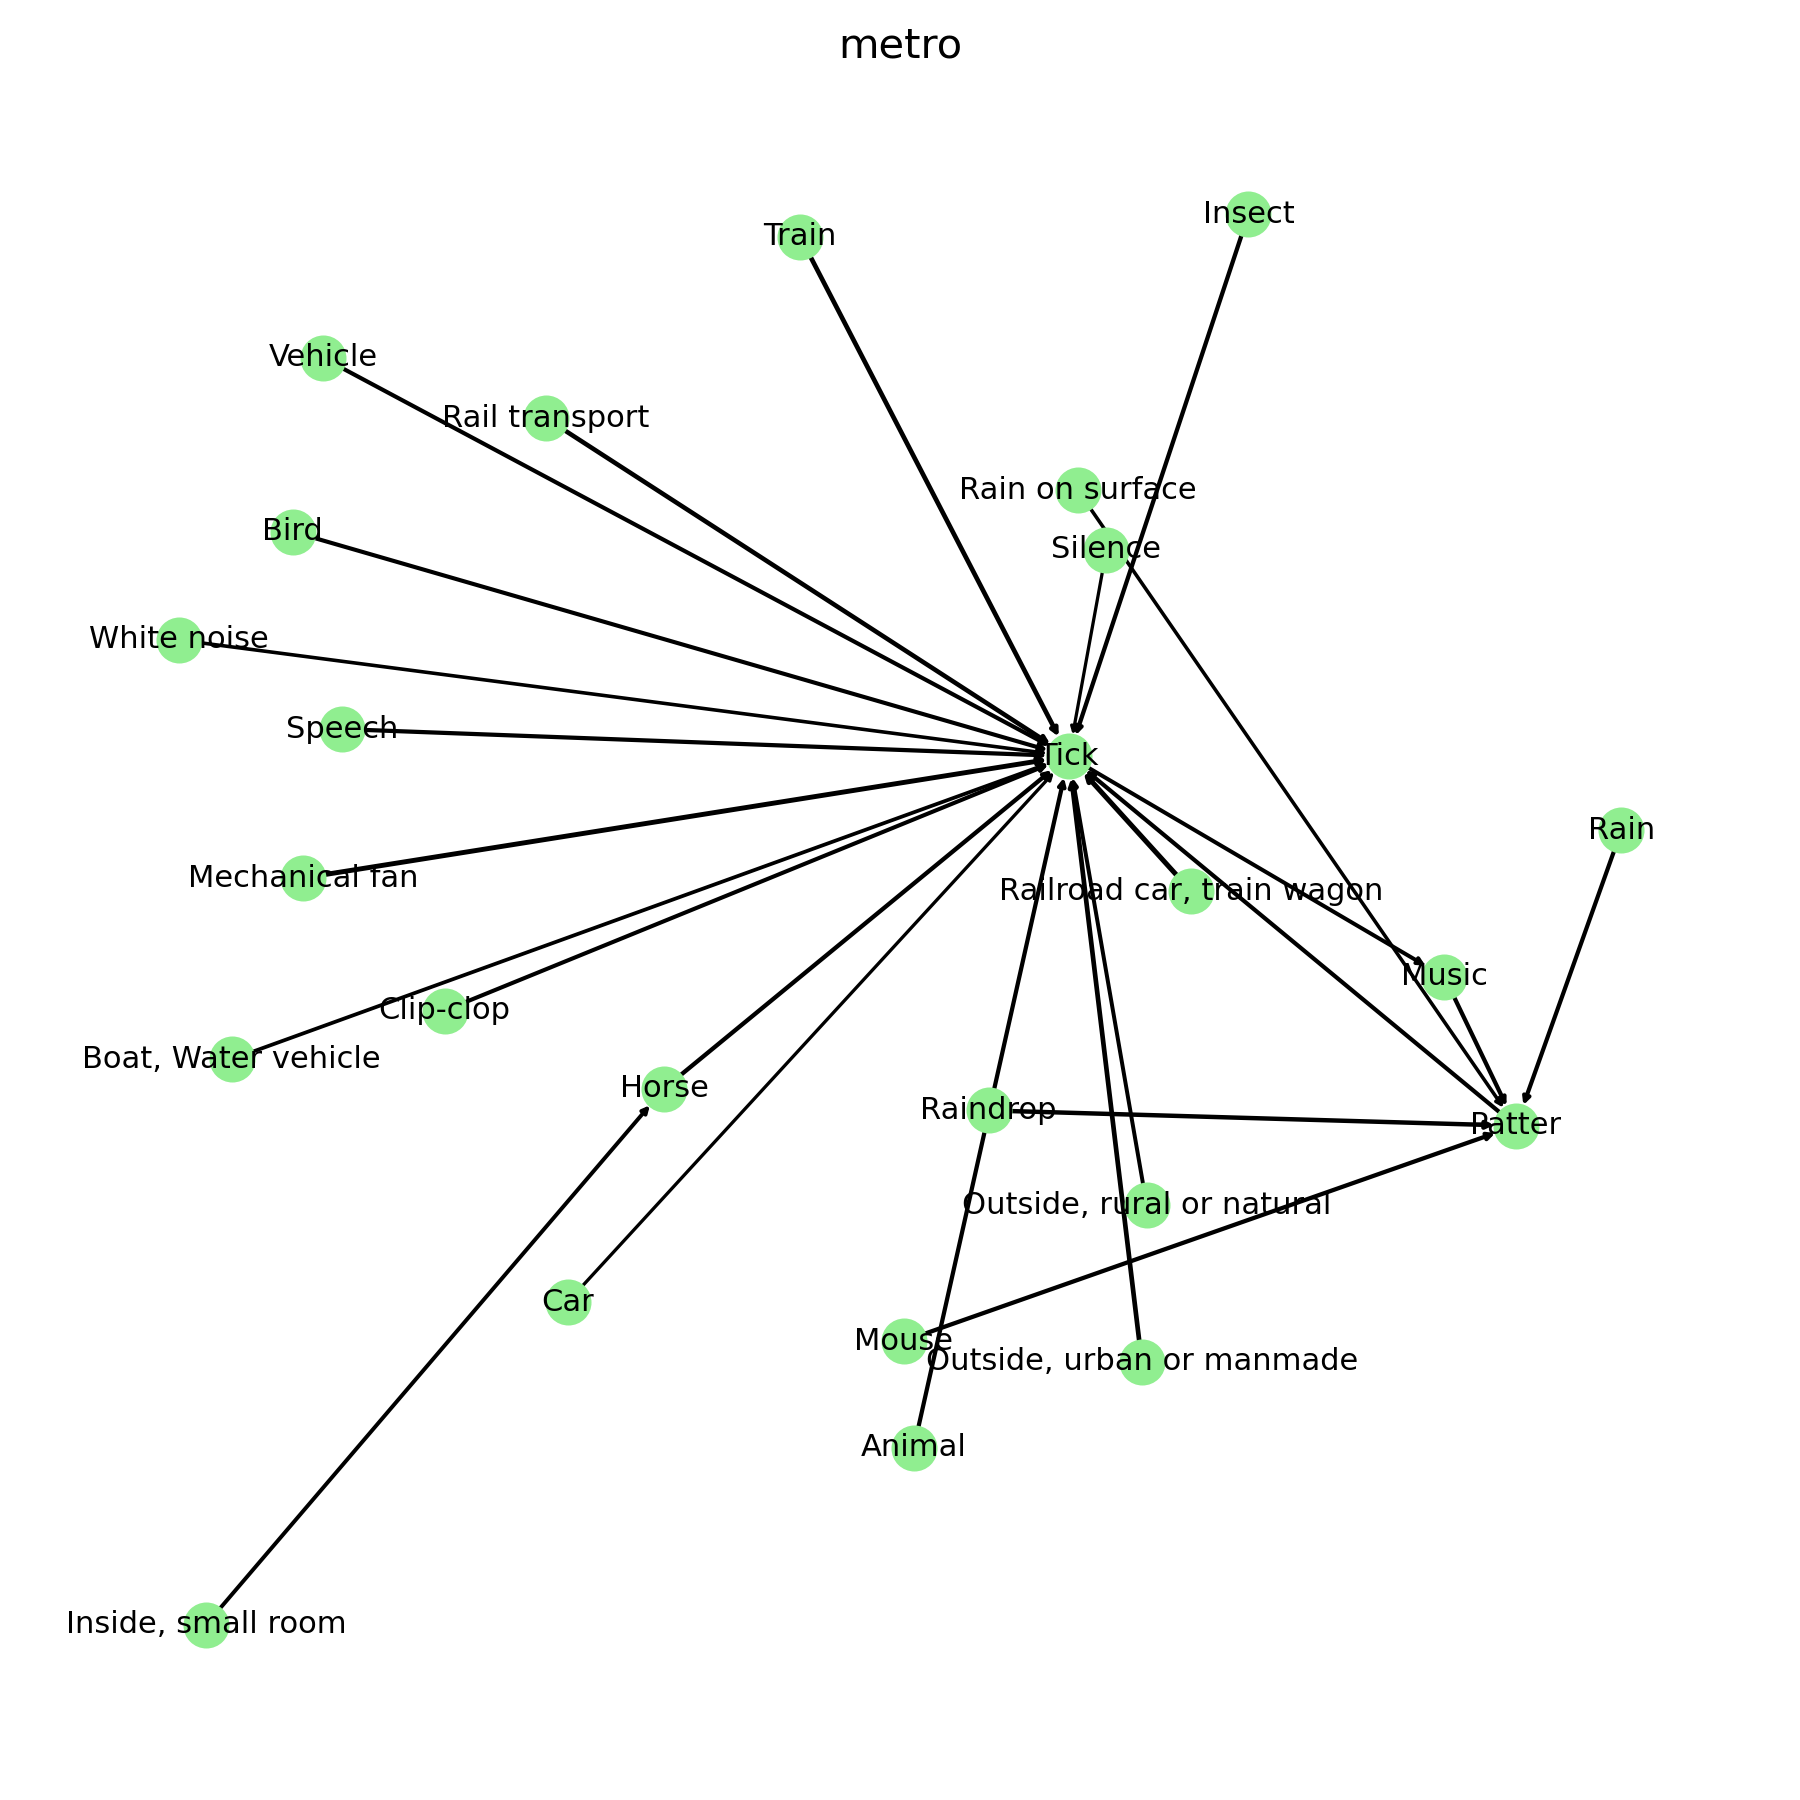 metro
Insect
Train
Vehicle
Rail transport
Rain on surface
Bird
Silence
White noise
Speech
Tick
Rain
Mechanical fan
Railroad car, train wagon
Music
Clip-clop
Boat, Water vehicle
Horse
Raindrop
Patter
Outside, rural or natural
Car
Mouse
Outside, urban or manmade
Animal
Inside, small room